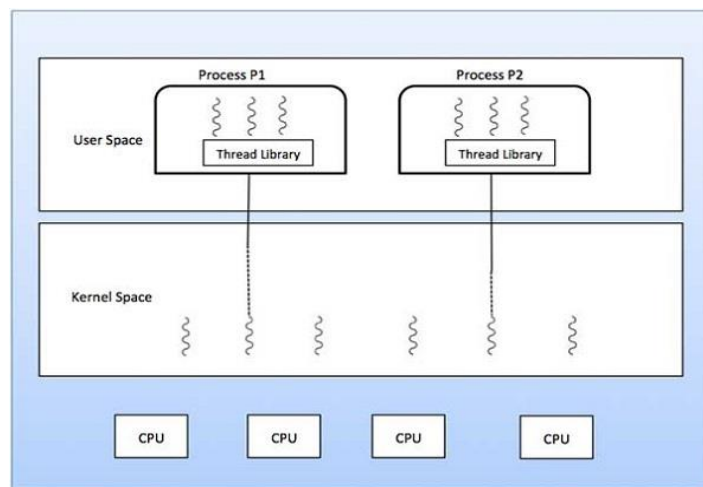 Process P1
Process P2
User Space
Thread Library
Thread Library
Kernel Space
CPU
CPU
CPU
CPU